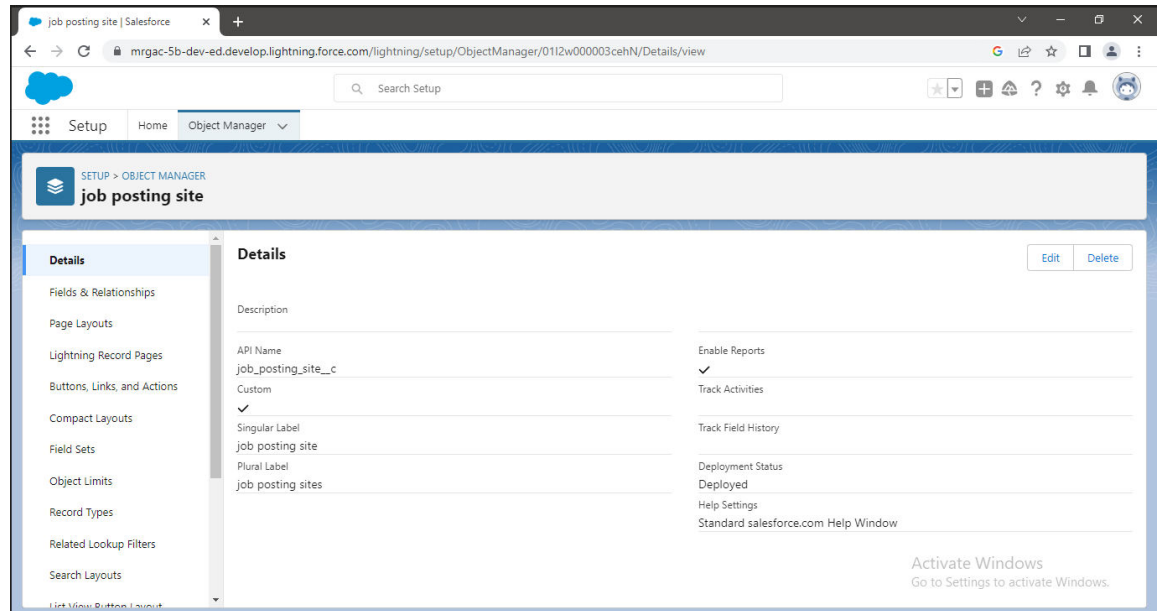 job posting site | Salesforce
mrgac-5b-dev-ed.develop.lightning.force.com/lightning/setup/ObjectManager/01I2w000003cehN/Details/view
Search Setup
Setup Home Object Manager
SETUP > OBJECT MANAGER
job posting site
Details
Fields & Relationships
Page Layouts
Lightning Record Pages
Buttons, Links, and Actions
Compact Layouts
Field Sets
Object Limits
Record Types
Related Lookup Filters
Search Layouts
List View Button Layout
Details
Edit Delete
Description
API Name
job_posting_site__c
Custom
Singular Label
job posting site
Plural Label
job posting sites
Enable Reports
Track Activities
Track Field History
Deployment Status
Deployed
Help Settings
Standard salesforce.com Help Window
Activate Windows
Go to Settings to activate Windows.